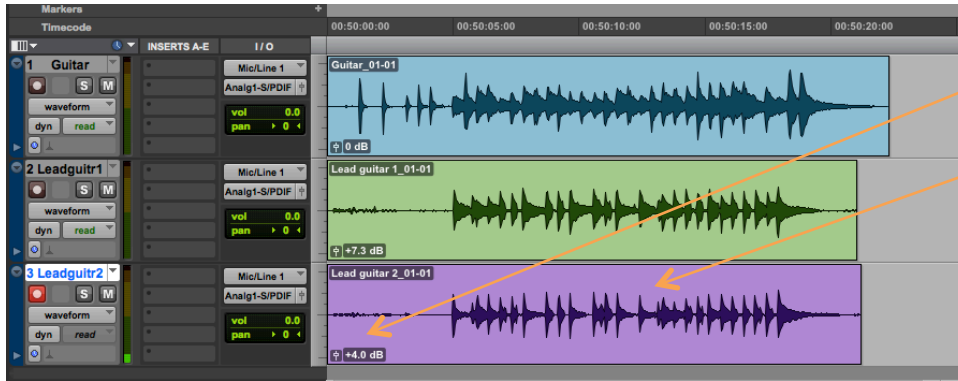 Markers +
Timecode 00:50:00:00 00:50:05:00 00:50:10:00 00:50:15:00 00:50:20:00
INSERTS A-E I / O
1 Guitar Mic/Line 1 Guitar_01-01
S M Analg1-S/PDIF
waveform vol 0.0
dyn read pan 0
0 dB
2 Leadguitr1 Mic/Line 1 Lead guitar 1_01-01
S M Analg1-S/PDIF
waveform vol 0.0
dyn read pan 0
+7.3 dB
3 Leadguitr2 Mic/Line 1 Lead guitar 2_01-01
S M Analg1-S/PDIF
waveform vol 0.0
dyn read pan 0
+4.0 dB